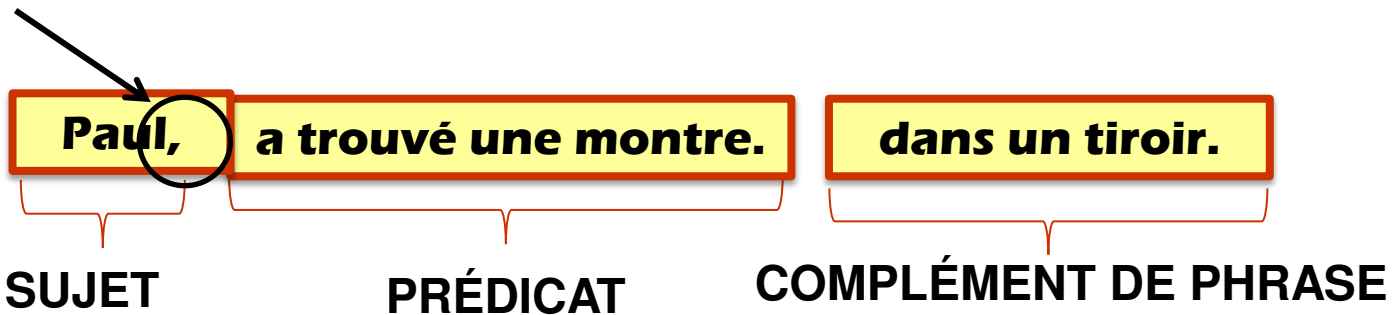 Paul, a trouvé une montre. dans un tiroir.
SUJET PRÉDICAT COMPLÉMENT DE PHRASE